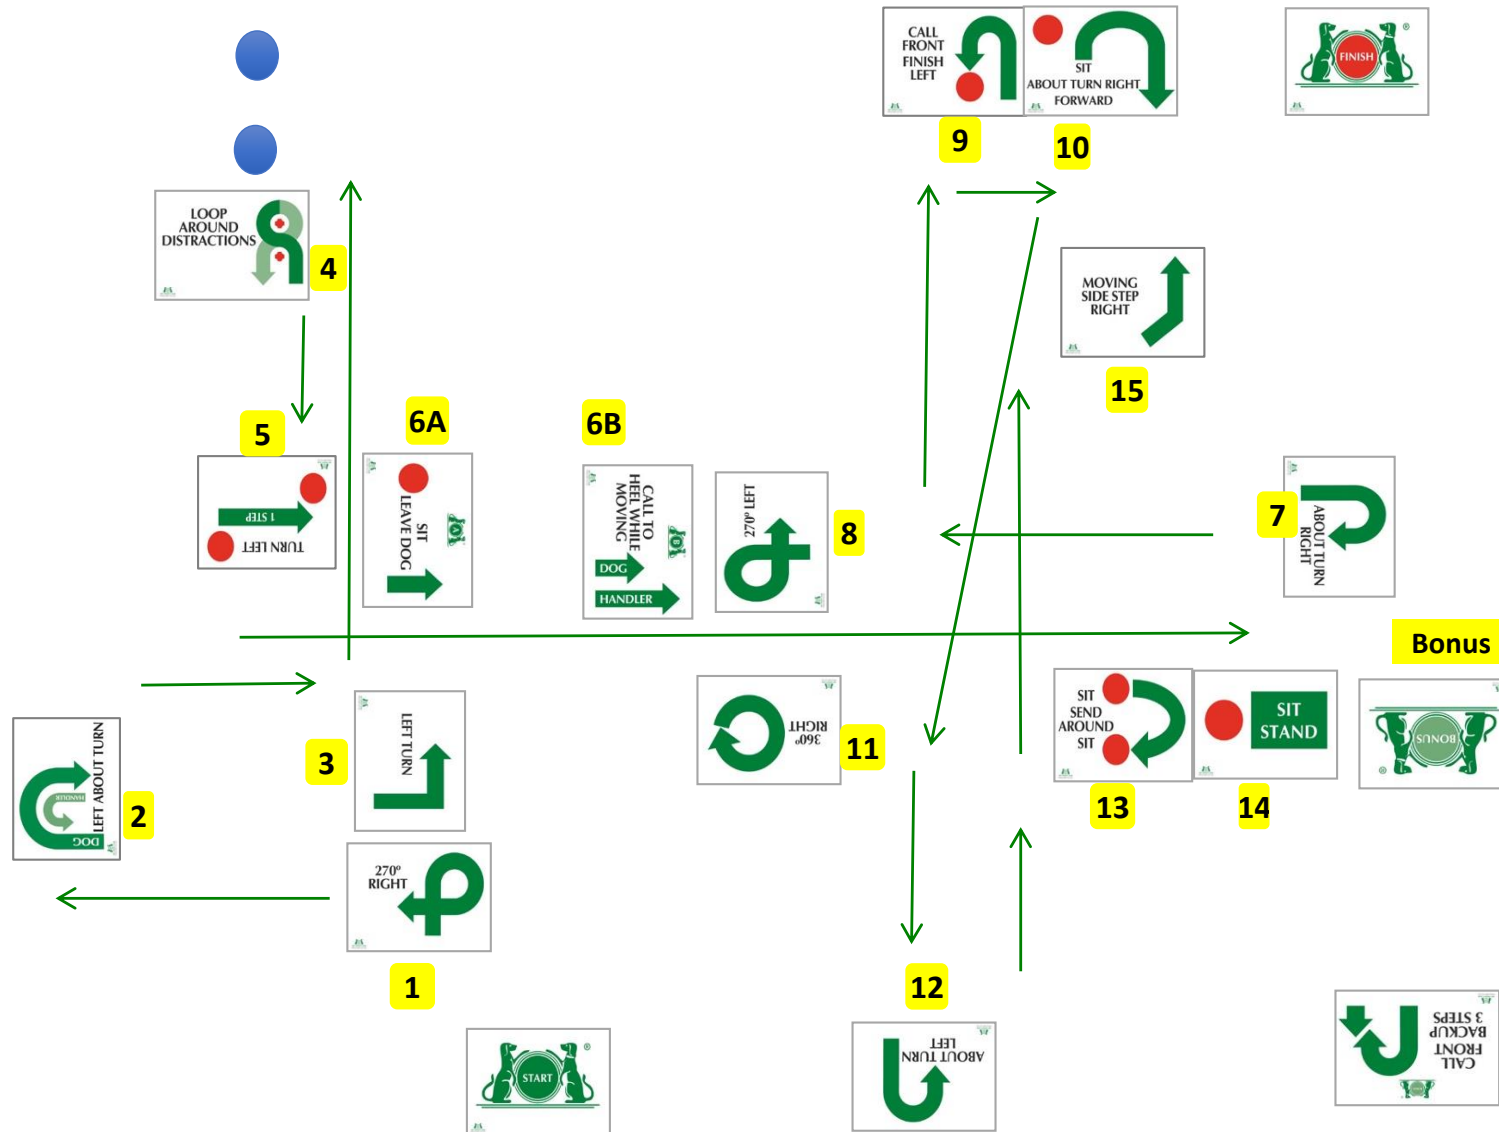 CALL
FRONT
FINISH
LEFT
SIT
ABOUT TURN RIGHT
FORWARD
FINISH
®
9
10
LOOP
AROUND
DISTRACTIONS
4
MOVING
SIDE STEP
RIGHT
15
5
6A
6B
1 STEP
TURN LEFT
SIT
LEAVE DOG
A
CALL TO
HEEL WHILE
MOVING
B
DOG
HANDLER
270º LEFT
8
7
ABOUT TURN
RIGHT
Bonus
LEFT ABOUT TURN
HANDLER
DOG
2
3
LEFT TURN
360º
RIGHT
11
SIT
SEND
AROUND
SIT
13
SIT
STAND
14
BONUS
®
270º
RIGHT
1
12
START
®
ABOUT TURN
LEFT
CALL
FRONT
BACKUP
3 STEPS